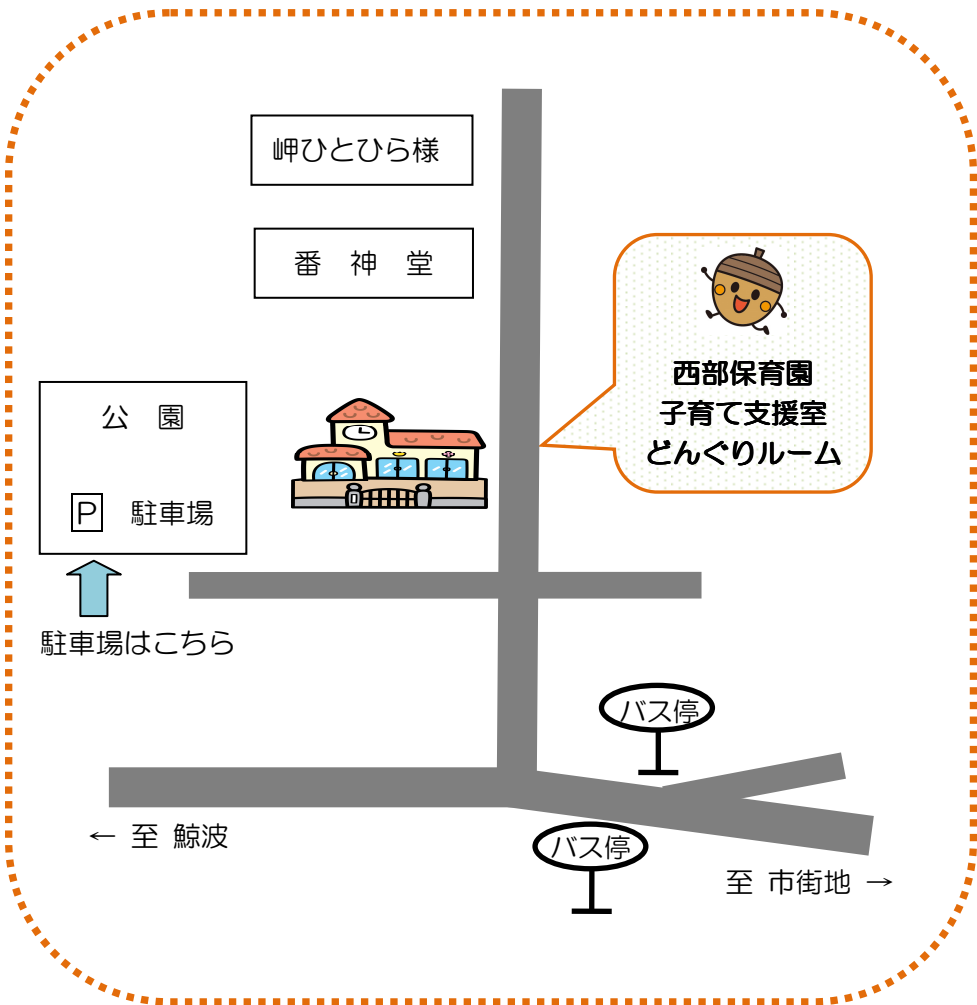 岬ひとひら様
番 神 堂
西部保育園
子育て支援室
どんぐりルーム
公 園
P 駐車場
駐車場はこちら
バス停
← 至 鯨波
バス停
至 市街地 →